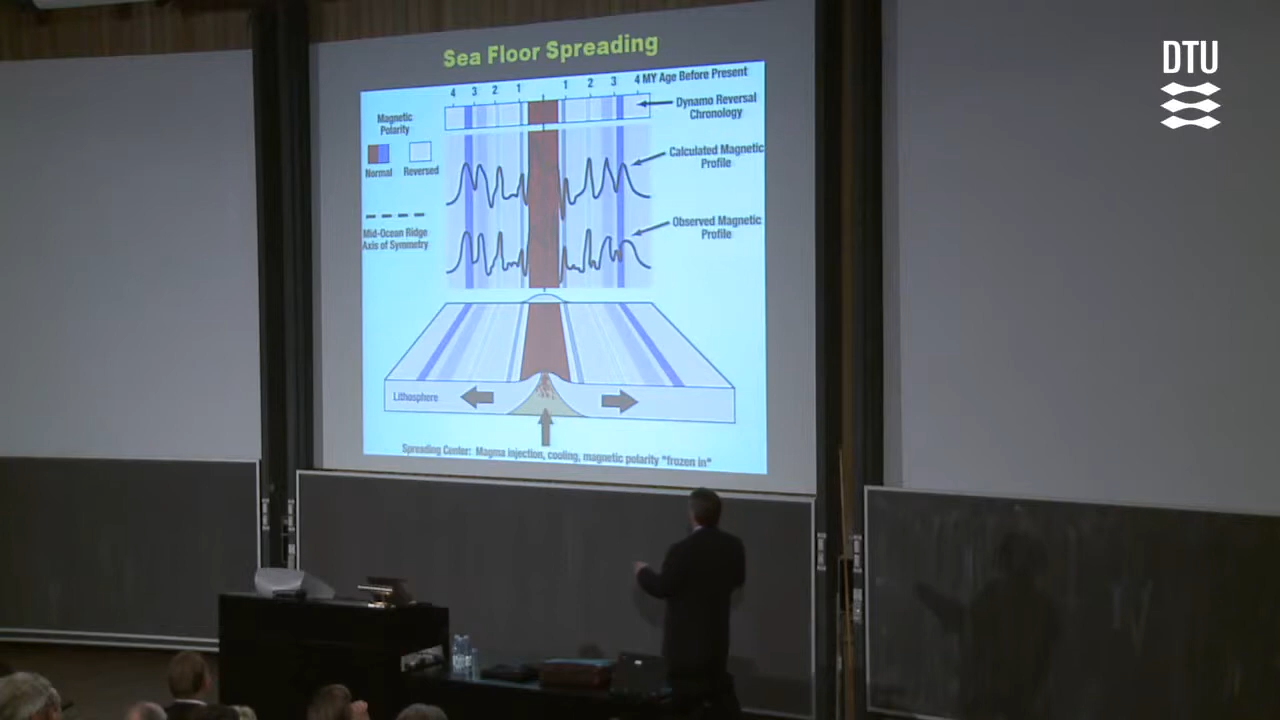 DTU
Sea Floor Spreading
4 3 2 1 1 2 3 4 MY Age Before Present
Dynamo Reversal
Chronology
Magnetic
Polarity
Normal Reversed
Calculated Magnetic
Profile
Mid-Ocean Ridge
Axis of Symmetry
Observed Magnetic
Profile
Lithosphere
Spreading Center: Magma injection, cooling, magnetic polarity "frozen in"